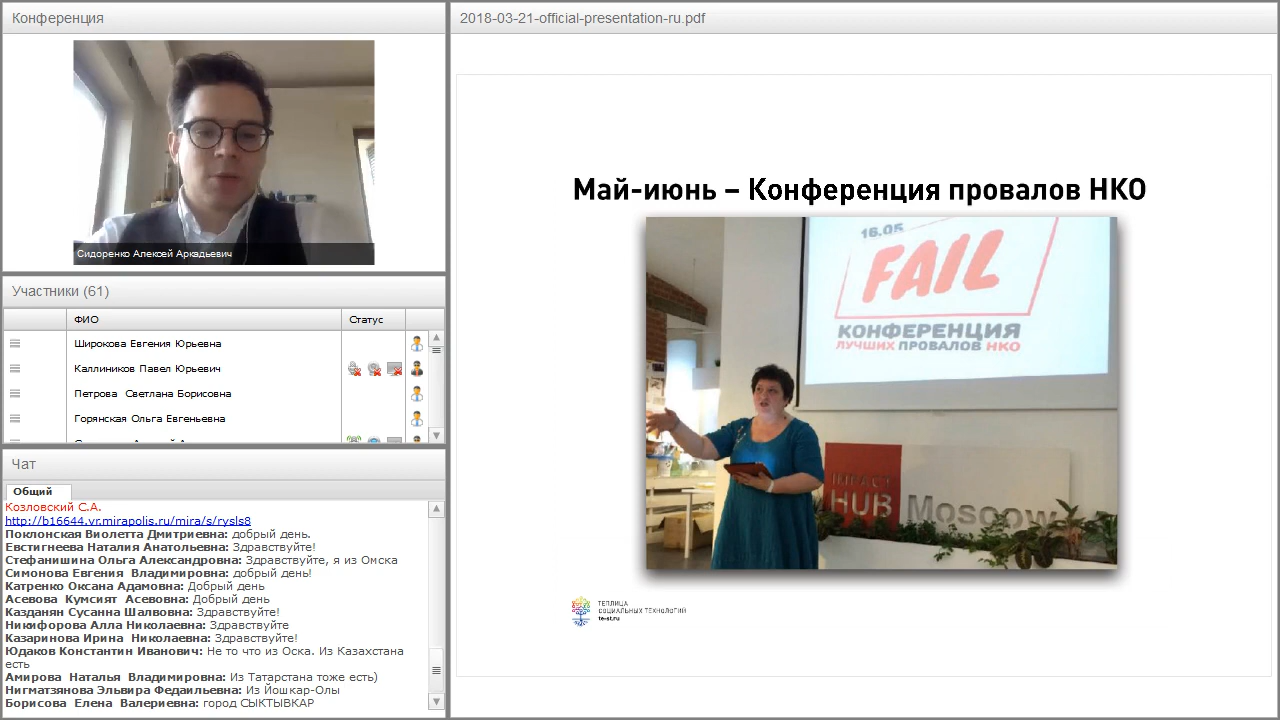 Конференция
Сидоренко Алексей Аркадьевич
Участники (61)
ФИО
Статус
Широкова Евгения Юрьевна
Каллиников Павел Юрьевич
Петрова Светлана Борисовна
Горянская Ольга Евгеньевна
Чат
Общий
Козловский С.А.
http://b16644.vr.mirapolis.ru/mira/s/rysls8
Поклонская Виолетта Дмитриевна: добрый день.
Евстигнеева Наталия Анатольевна: Здравствуйте!
Стефанишина Ольга Александровна: Здравствуйте, я из Омска
Симонова Евгения Владимировна: добрый день!
Катренко Оксана Адамовна: Добрый день
Асевова Кумсият Асевовна: Добрый день
Казданян Сусанна Шалвовна: Здравствуйте!
Никифорова Алла Николаевна: Здравствуйте
Казаринова Ирина Николаевна: Здравствуйте!
Юдаков Константин Иванович: Не то что из Оска. Из Казахстана
есть
Амирова Наталья Владимировна: Из Татарстана тоже есть)
Нигматзянова Эльвира Федаильевна: Из Йошкар-Олы
Борисова Елена Валериевна: город СЫКТЫВКАР
2018-03-21-official-presentation-ru.pdf
Май-июнь – Конференция провалов НКО
16.05
FAIL
КОНФЕРЕНЦИЯ
ЛУЧШИХ ПРОВАЛОВ НКО
IMPACT
HUB Moscow
ТЕПЛИЦА
СОЦИАЛЬНЫХ ТЕХНОЛОГИЙ
te-st.ru